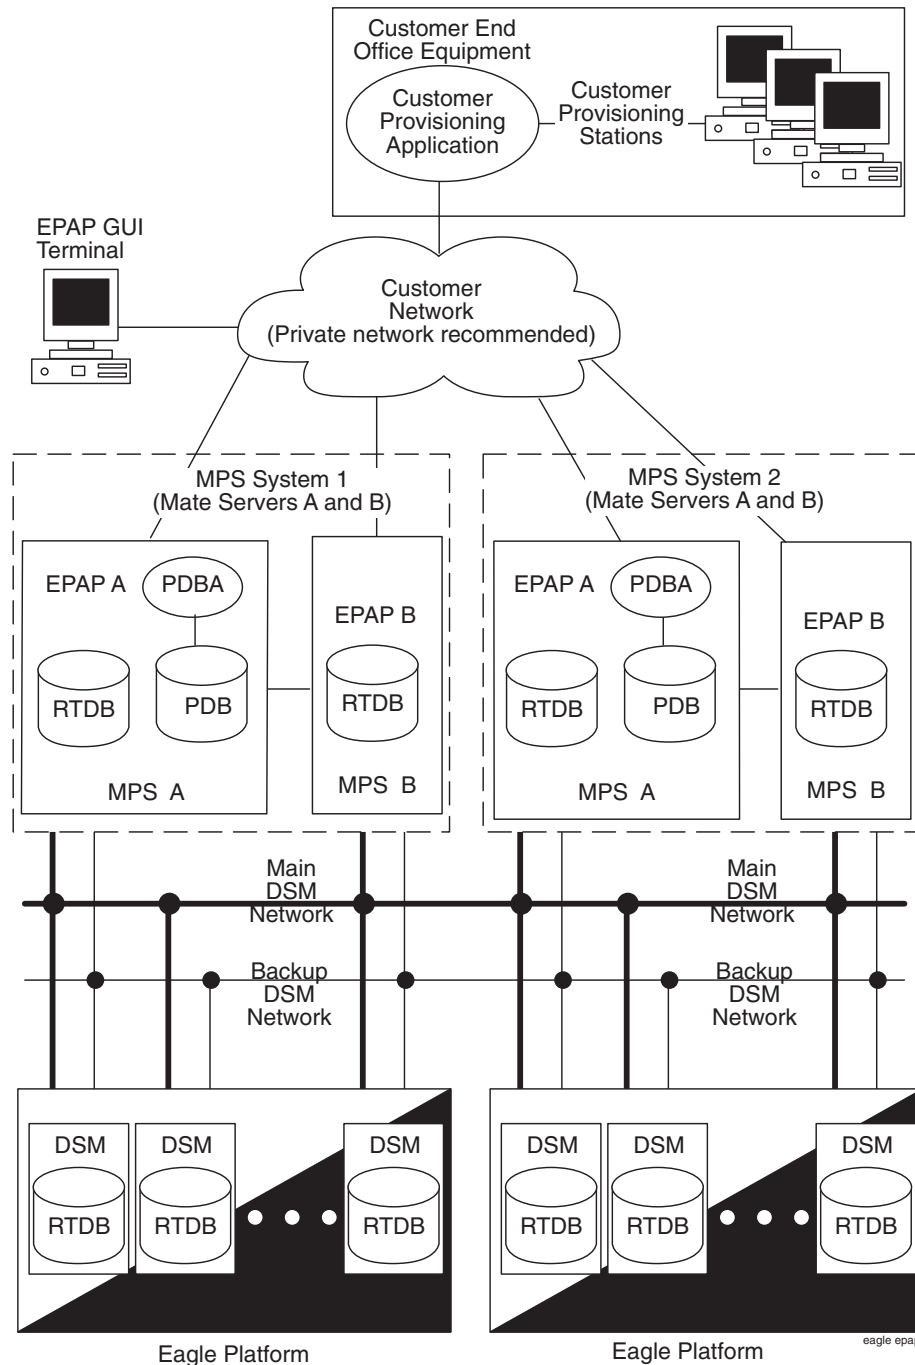 Customer End
Office Equipment
Customer
Provisioning
Application
Customer
Provisioning
Stations
EPAP GUI
Terminal
Customer
Network
(Private network recommended)
MPS System 1
(Mate Servers A and B)
EPAP A
PDBA
EPAP B
RTDB
PDB
RTDB
MPS A
MPS B
MPS System 2
(Mate Servers A and B)
EPAP A
PDBA
EPAP B
RTDB
PDB
RTDB
MPS A
MPS B
Main
DSM
Network
Main
DSM
Network
Backup
DSM
Network
Backup
DSM
Network
DSM
RTDB
DSM
RTDB
DSM
RTDB
DSM
RTDB
DSM
RTDB
DSM
RTDB
Eagle Platform
Eagle Platform
eagle epap